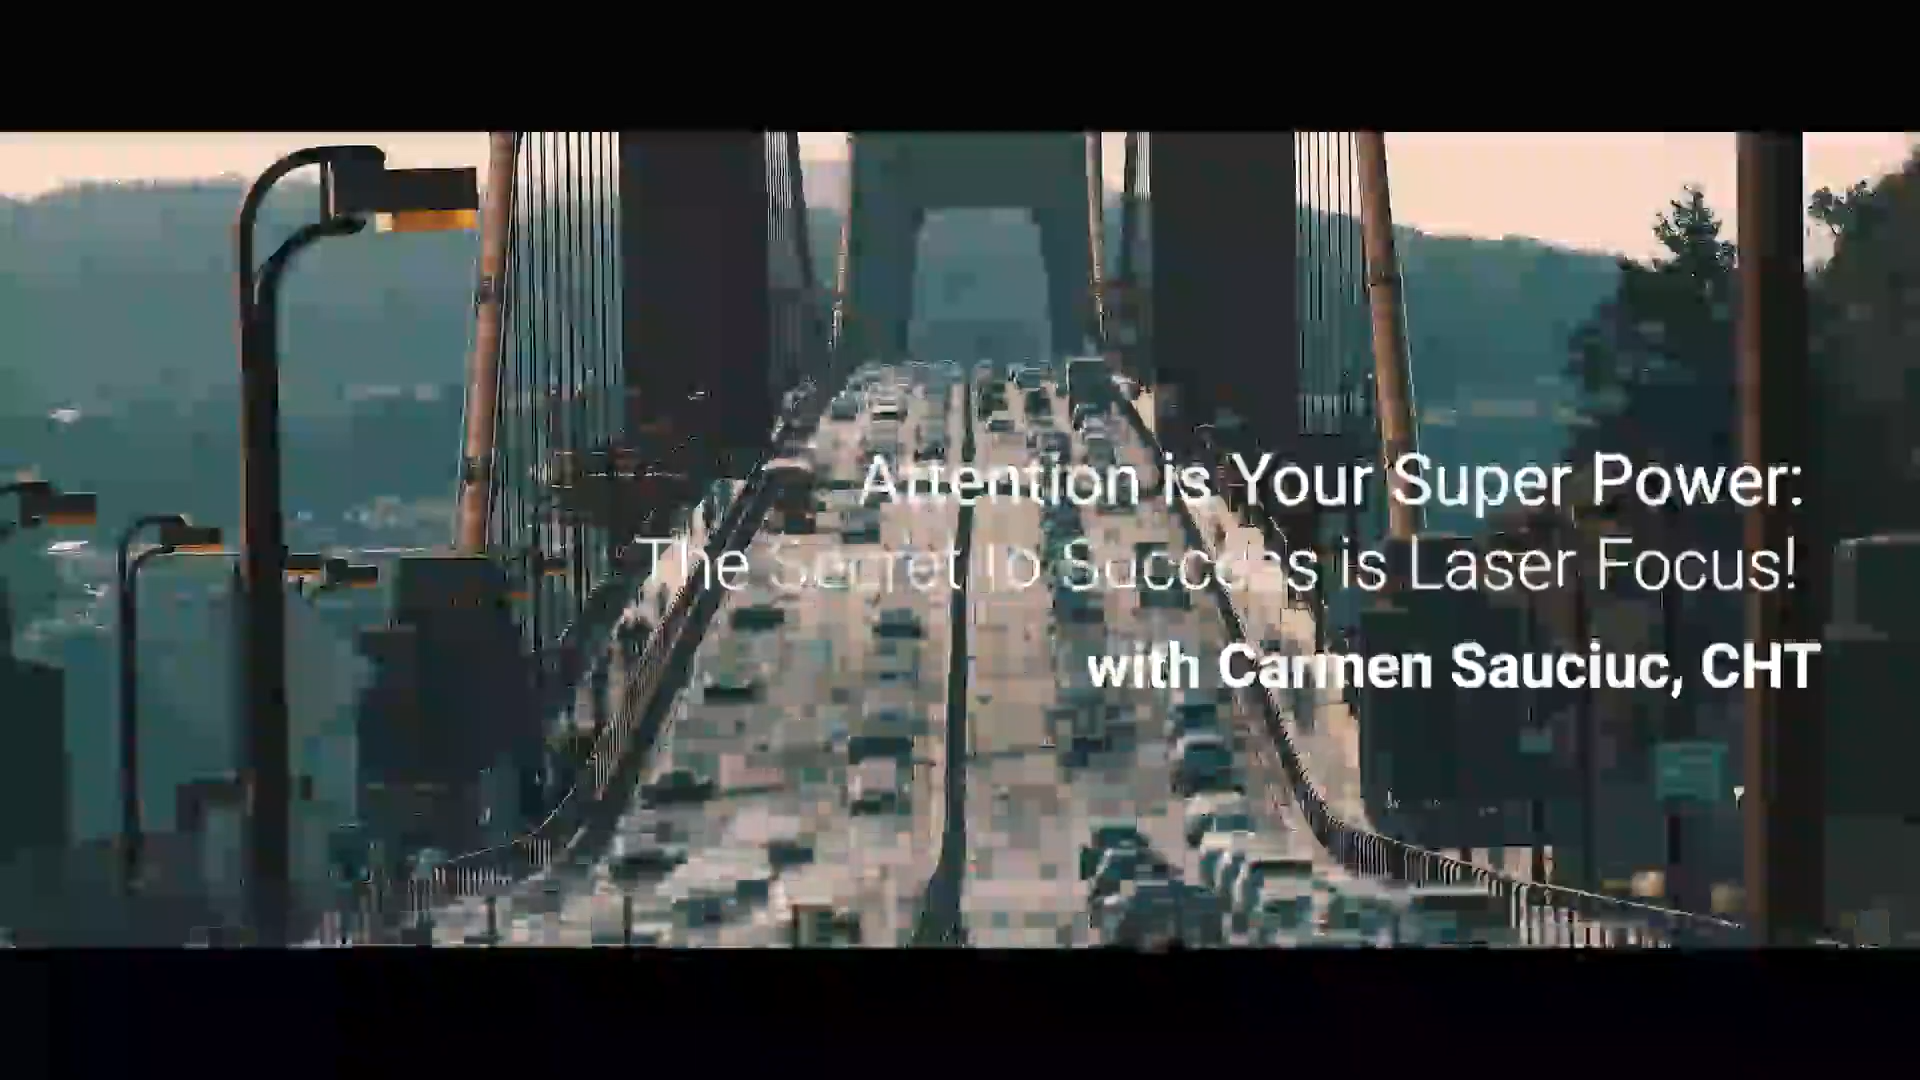 Attention is Your Super Power:
The Secret To Success is Laser Focus!
with Carmen Sauciuc, CHT